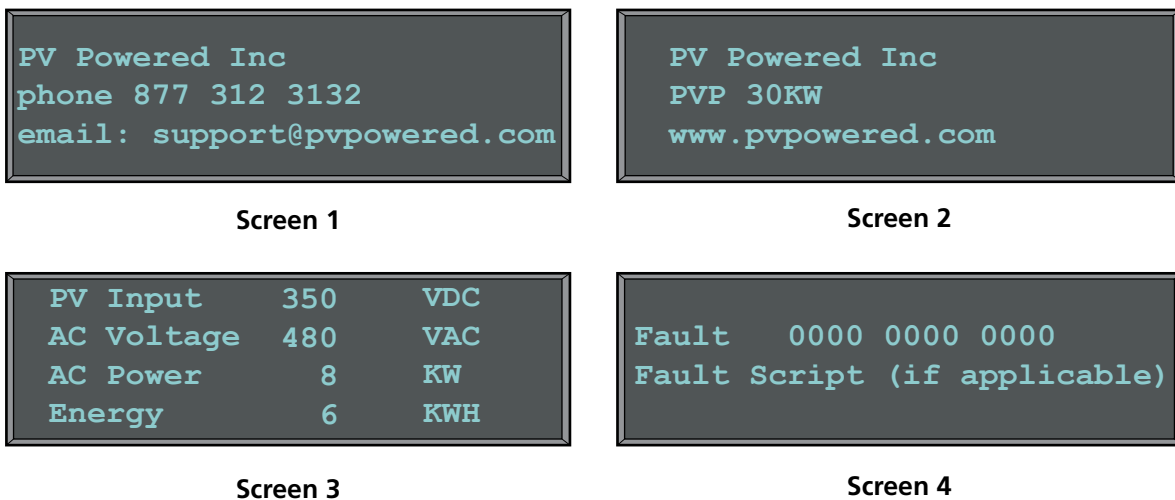 PV Powered Inc
phone 877 312 3132
email: support@pvpowered.com
Screen 1
PV Powered Inc
PVP 30KW
www.pvpowered.com
Screen 2
PV Input 350 VDC
AC Voltage 480 VAC
AC Power 8 KW
Energy 6 KWH
Screen 3
Fault 0000 0000 0000
Fault Script (if applicable)
Screen 4